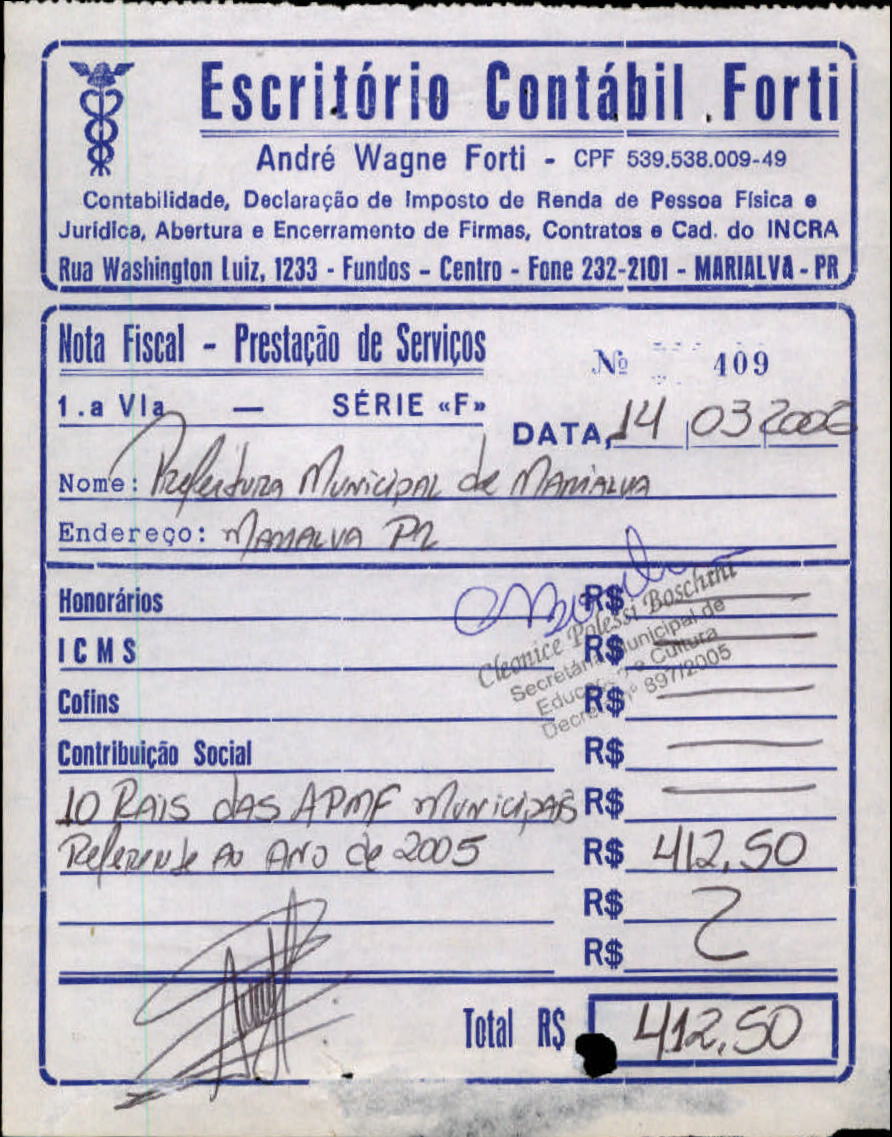 Escritório Contábil Forti
André Wagne Forti - CPF 539.538.009-49
Contabilidade, Declaração de Imposto de Renda de Pessoa Física e
Jurídica, Abertura e Encerramento de Firmas, Contratos e Cad. do INCRA
Rua Washington Luiz, 1233 - Fundos - Centro - Fone 232-2101 - MARIALVA - PR
Nota Fiscal - Prestação de Serviços
Nº 409
1.a Via — SÉRIE «F»
DATA, 14 03 2006
Nome: Prefeitura Municipal de Marialva
Endereço: Marialva PR
Honorários R$ —
ICMS R$ —
Cofins R$ —
Contribuição Social R$ —
10 RAIS das APMF Municipais R$ —
Referente ao Ano de 2005 R$ 412,50
R$
R$
Total R$ 412,50
Cleonice Polessi Boschini
Secretária Municipal de
Educação e Cultura
Decreto nº 897/2005